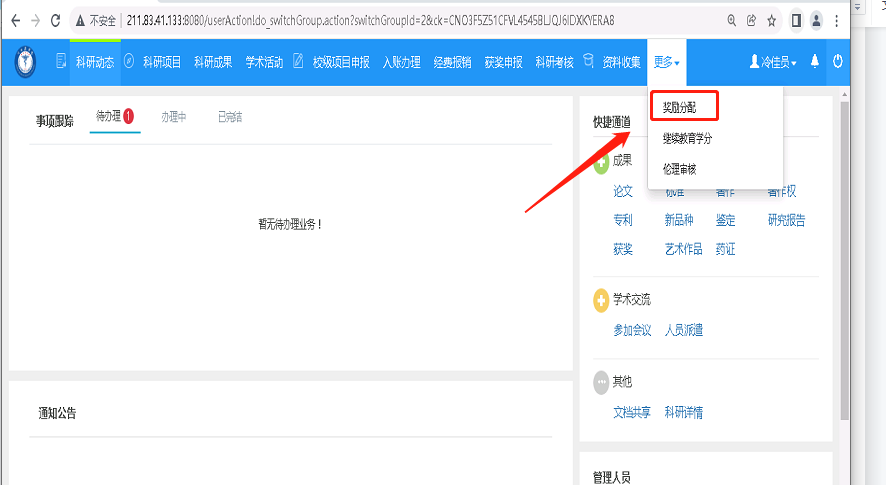 不安全 211.83.41.133:8080/userAction!do_switchGroup.action?switchGroupId=2&ck=CNO3F5Z51CFVL4545BLJQJ6IDXKYERA8
科研动态 科研项目 科研成果 学术活动 校级项目申报 入账办理 经费报销 获奖申报 科研考核 资料收集 更多 冷佳员
奖励分配
继续教育学分
伦理审核
事项跟踪 待办理 1 办理中 已完结
暂无待办理业务！
通知公告
快捷通道
成果
论文 标准 著作 著作权
专利 新品种 鉴定 研究报告
获奖 艺术作品 药证
学术交流
参加会议 人员派遣
其他
文档共享 科研详情
管理人员